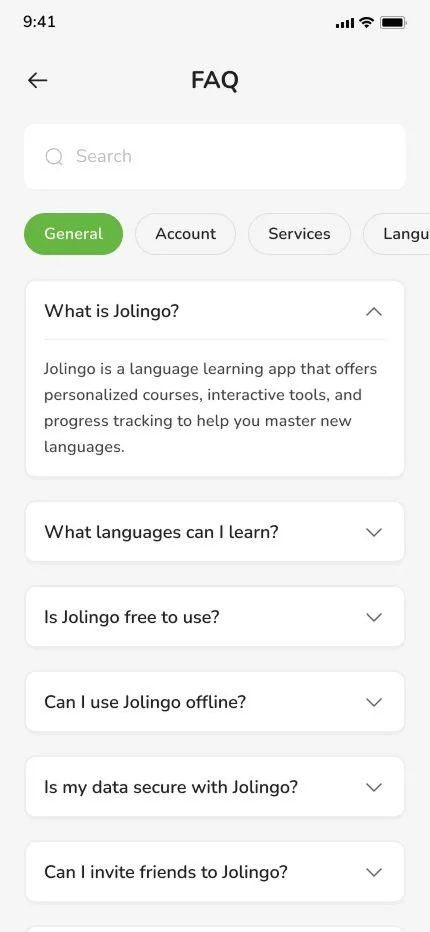 9:41
FAQ
Search
General
Account
Services
Langu
What is Jolingo?
Jolingo is a language learning app that offers
personalized courses, interactive tools, and
progress tracking to help you master new
languages.
What languages can I learn?
Is Jolingo free to use?
Can I use Jolingo offline?
Is my data secure with Jolingo?
Can I invite friends to Jolingo?